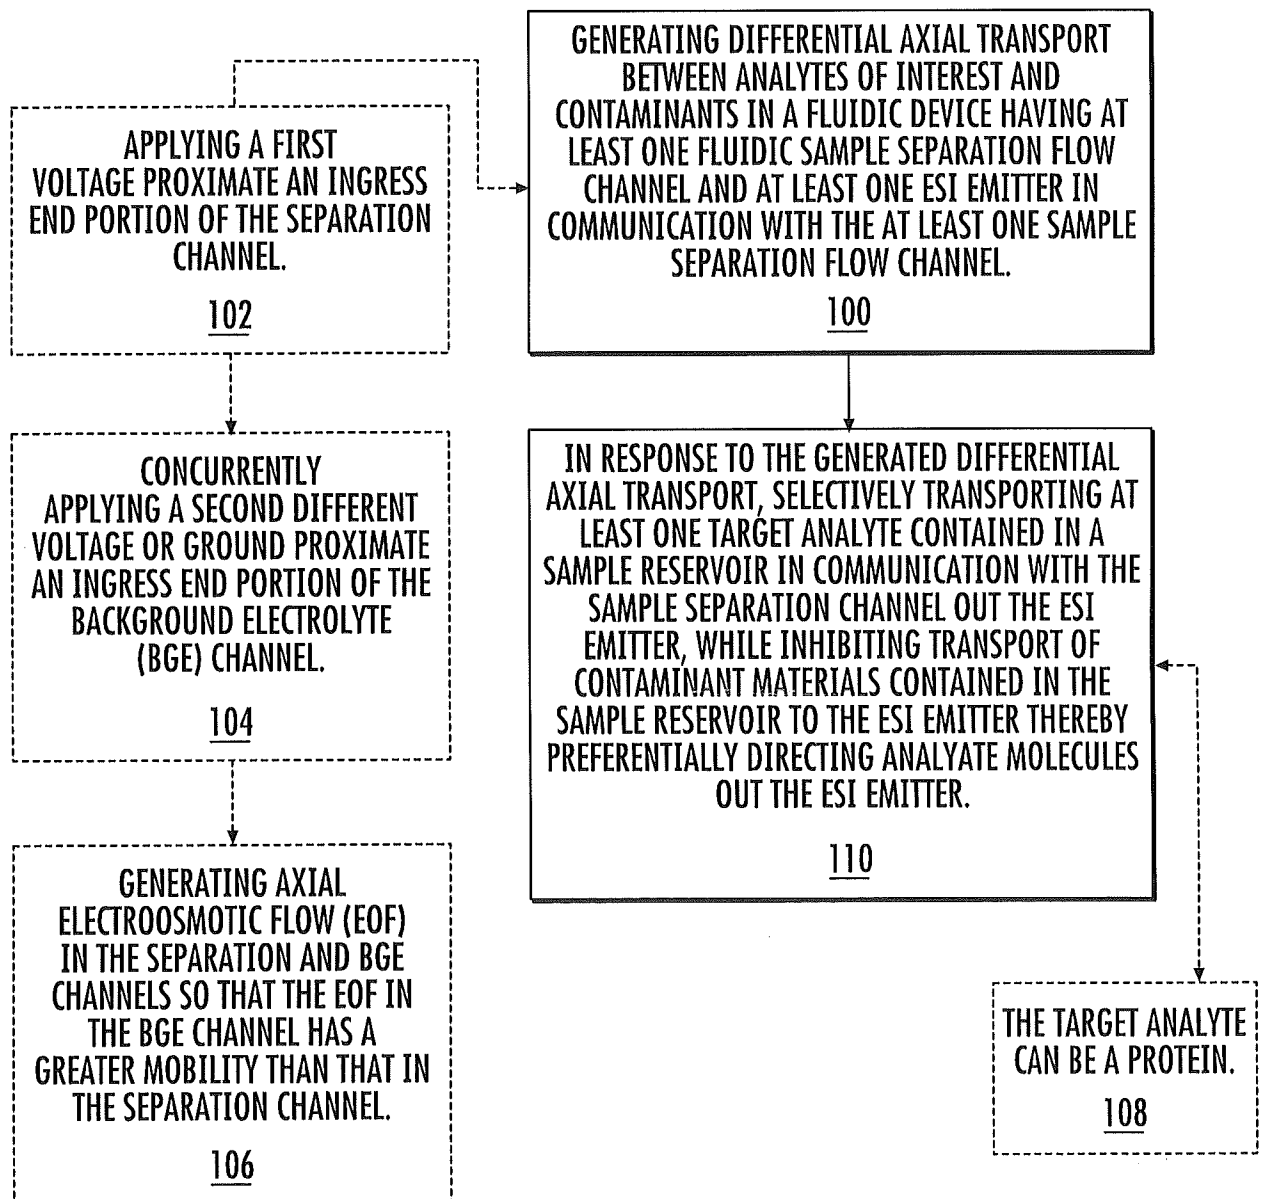 GENERATING DIFFERENTIAL AXIAL TRANSPORT
BETWEEN ANALYTES OF INTEREST AND
CONTAMINANTS IN A FLUIDIC DEVICE HAVING AT
LEAST ONE FLUIDIC SAMPLE SEPARATION FLOW
CHANNEL AND AT LEAST ONE ESI EMITTER IN
COMMUNICATION WITH THE AT LEAST ONE SAMPLE
SEPARATION FLOW CHANNEL.
100
APPLYING A FIRST
VOLTAGE PROXIMATE AN INGRESS
END PORTION OF THE SEPARATION
CHANNEL.
102
CONCURRENTLY
APPLYING A SECOND DIFFERENT
VOLTAGE OR GROUND PROXIMATE
AN INGRESS END PORTION OF THE
BACKGROUND ELECTROLYTE
(BGE) CHANNEL.
104
GENERATING AXIAL
ELECTROOSMOTIC FLOW (EOF)
IN THE SEPARATION AND BGE
CHANNELS SO THAT THE EOF IN
THE BGE CHANNEL HAS A
GREATER MOBILITY THAN THAT IN
THE SEPARATION CHANNEL.
106
IN RESPONSE TO THE GENERATED DIFFERENTIAL
AXIAL TRANSPORT, SELECTIVELY TRANSPORTING AT
LEAST ONE TARGET ANALYTE CONTAINED IN A
SAMPLE RESERVOIR IN COMMUNICATION WITH THE
SAMPLE SEPARATION CHANNEL OUT THE ESI
EMITTER, WHILE INHIBITING TRANSPORT OF
CONTAMINANT MATERIALS CONTAINED IN THE
SAMPLE RESERVOIR TO THE ESI EMITTER THEREBY
PREFERENTIALLY DIRECTING ANALYATE MOLECULES
OUT THE ESI EMITTER.
110
THE TARGET ANALYTE
CAN BE A PROTEIN.
108